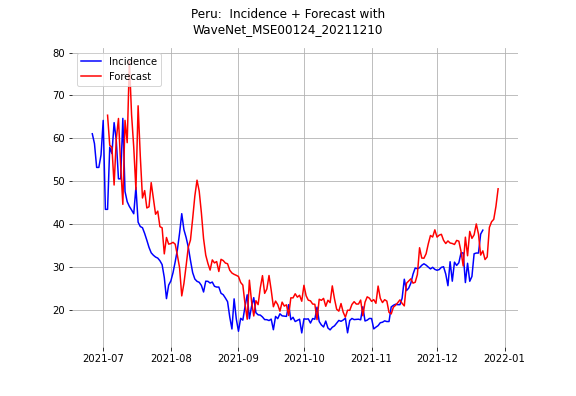 Peru:  Incidence + Forecast with
WaveNet_MSE00124_20211210
Incidence
Forecast
80
70
60
50
40
30
20
2021-07 2021-08 2021-09 2021-10 2021-11 2021-12 2022-01